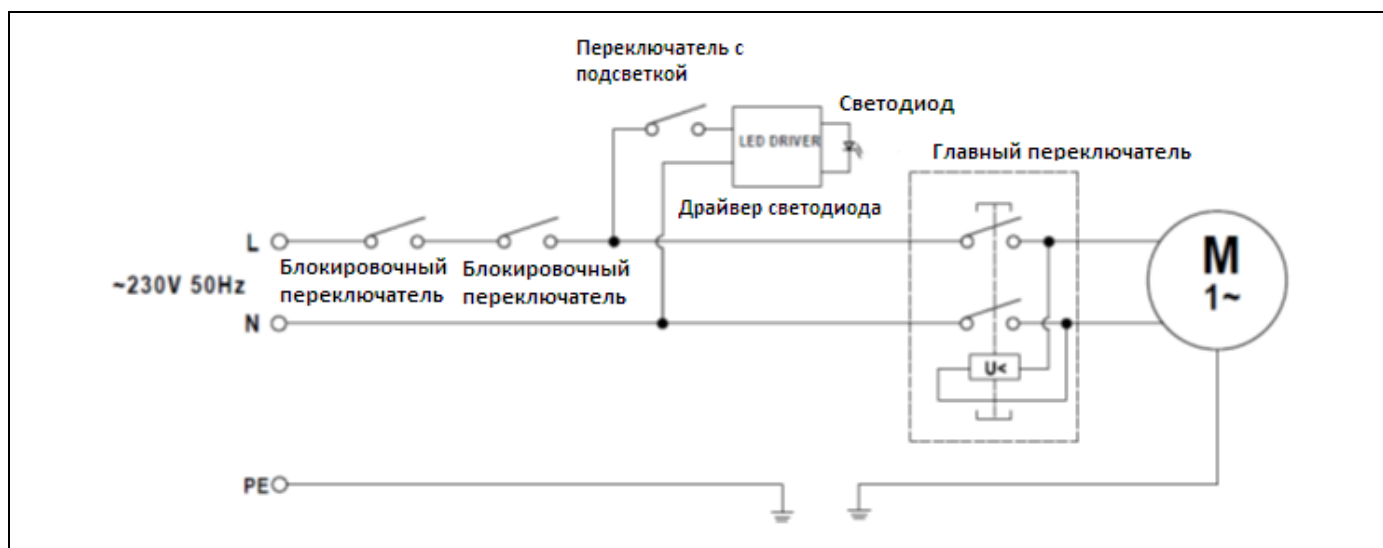 Переключатель с
подсветкой
Светодиод
LED DRIVER
Главный переключатель
Драйвер светодиода
L
Блокировочный
переключатель
Блокировочный
переключатель
~230V 50Hz
N
M
1~
U<
PE